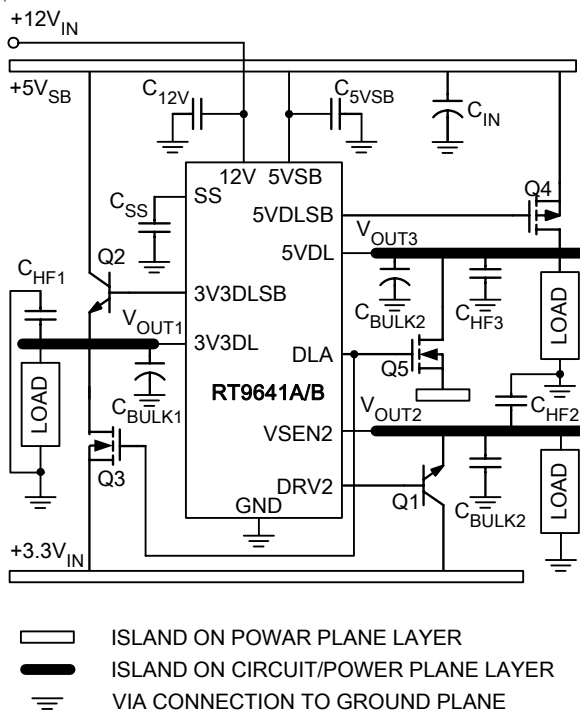 +12VIN
+5VSB
C12V
C5VSB
CIN
12V 5VSB
SS
CSS
Q4
5VDLSB
VOUT3
5VDL
Q2
CHF1
3V3DLSB
CBULK2
CHF3
LOAD
VOUT1
3V3DL
DLA
Q5
RT9641A/B
LOAD
CBULK1
VOUT2
CHF2
VSEN2
Q3
DRV2
Q1
CBULK2
LOAD
GND
+3.3VIN
ISLAND ON POWAR PLANE LAYER
ISLAND ON CIRCUIT/POWER PLANE LAYER
VIA CONNECTION TO GROUND PLANE